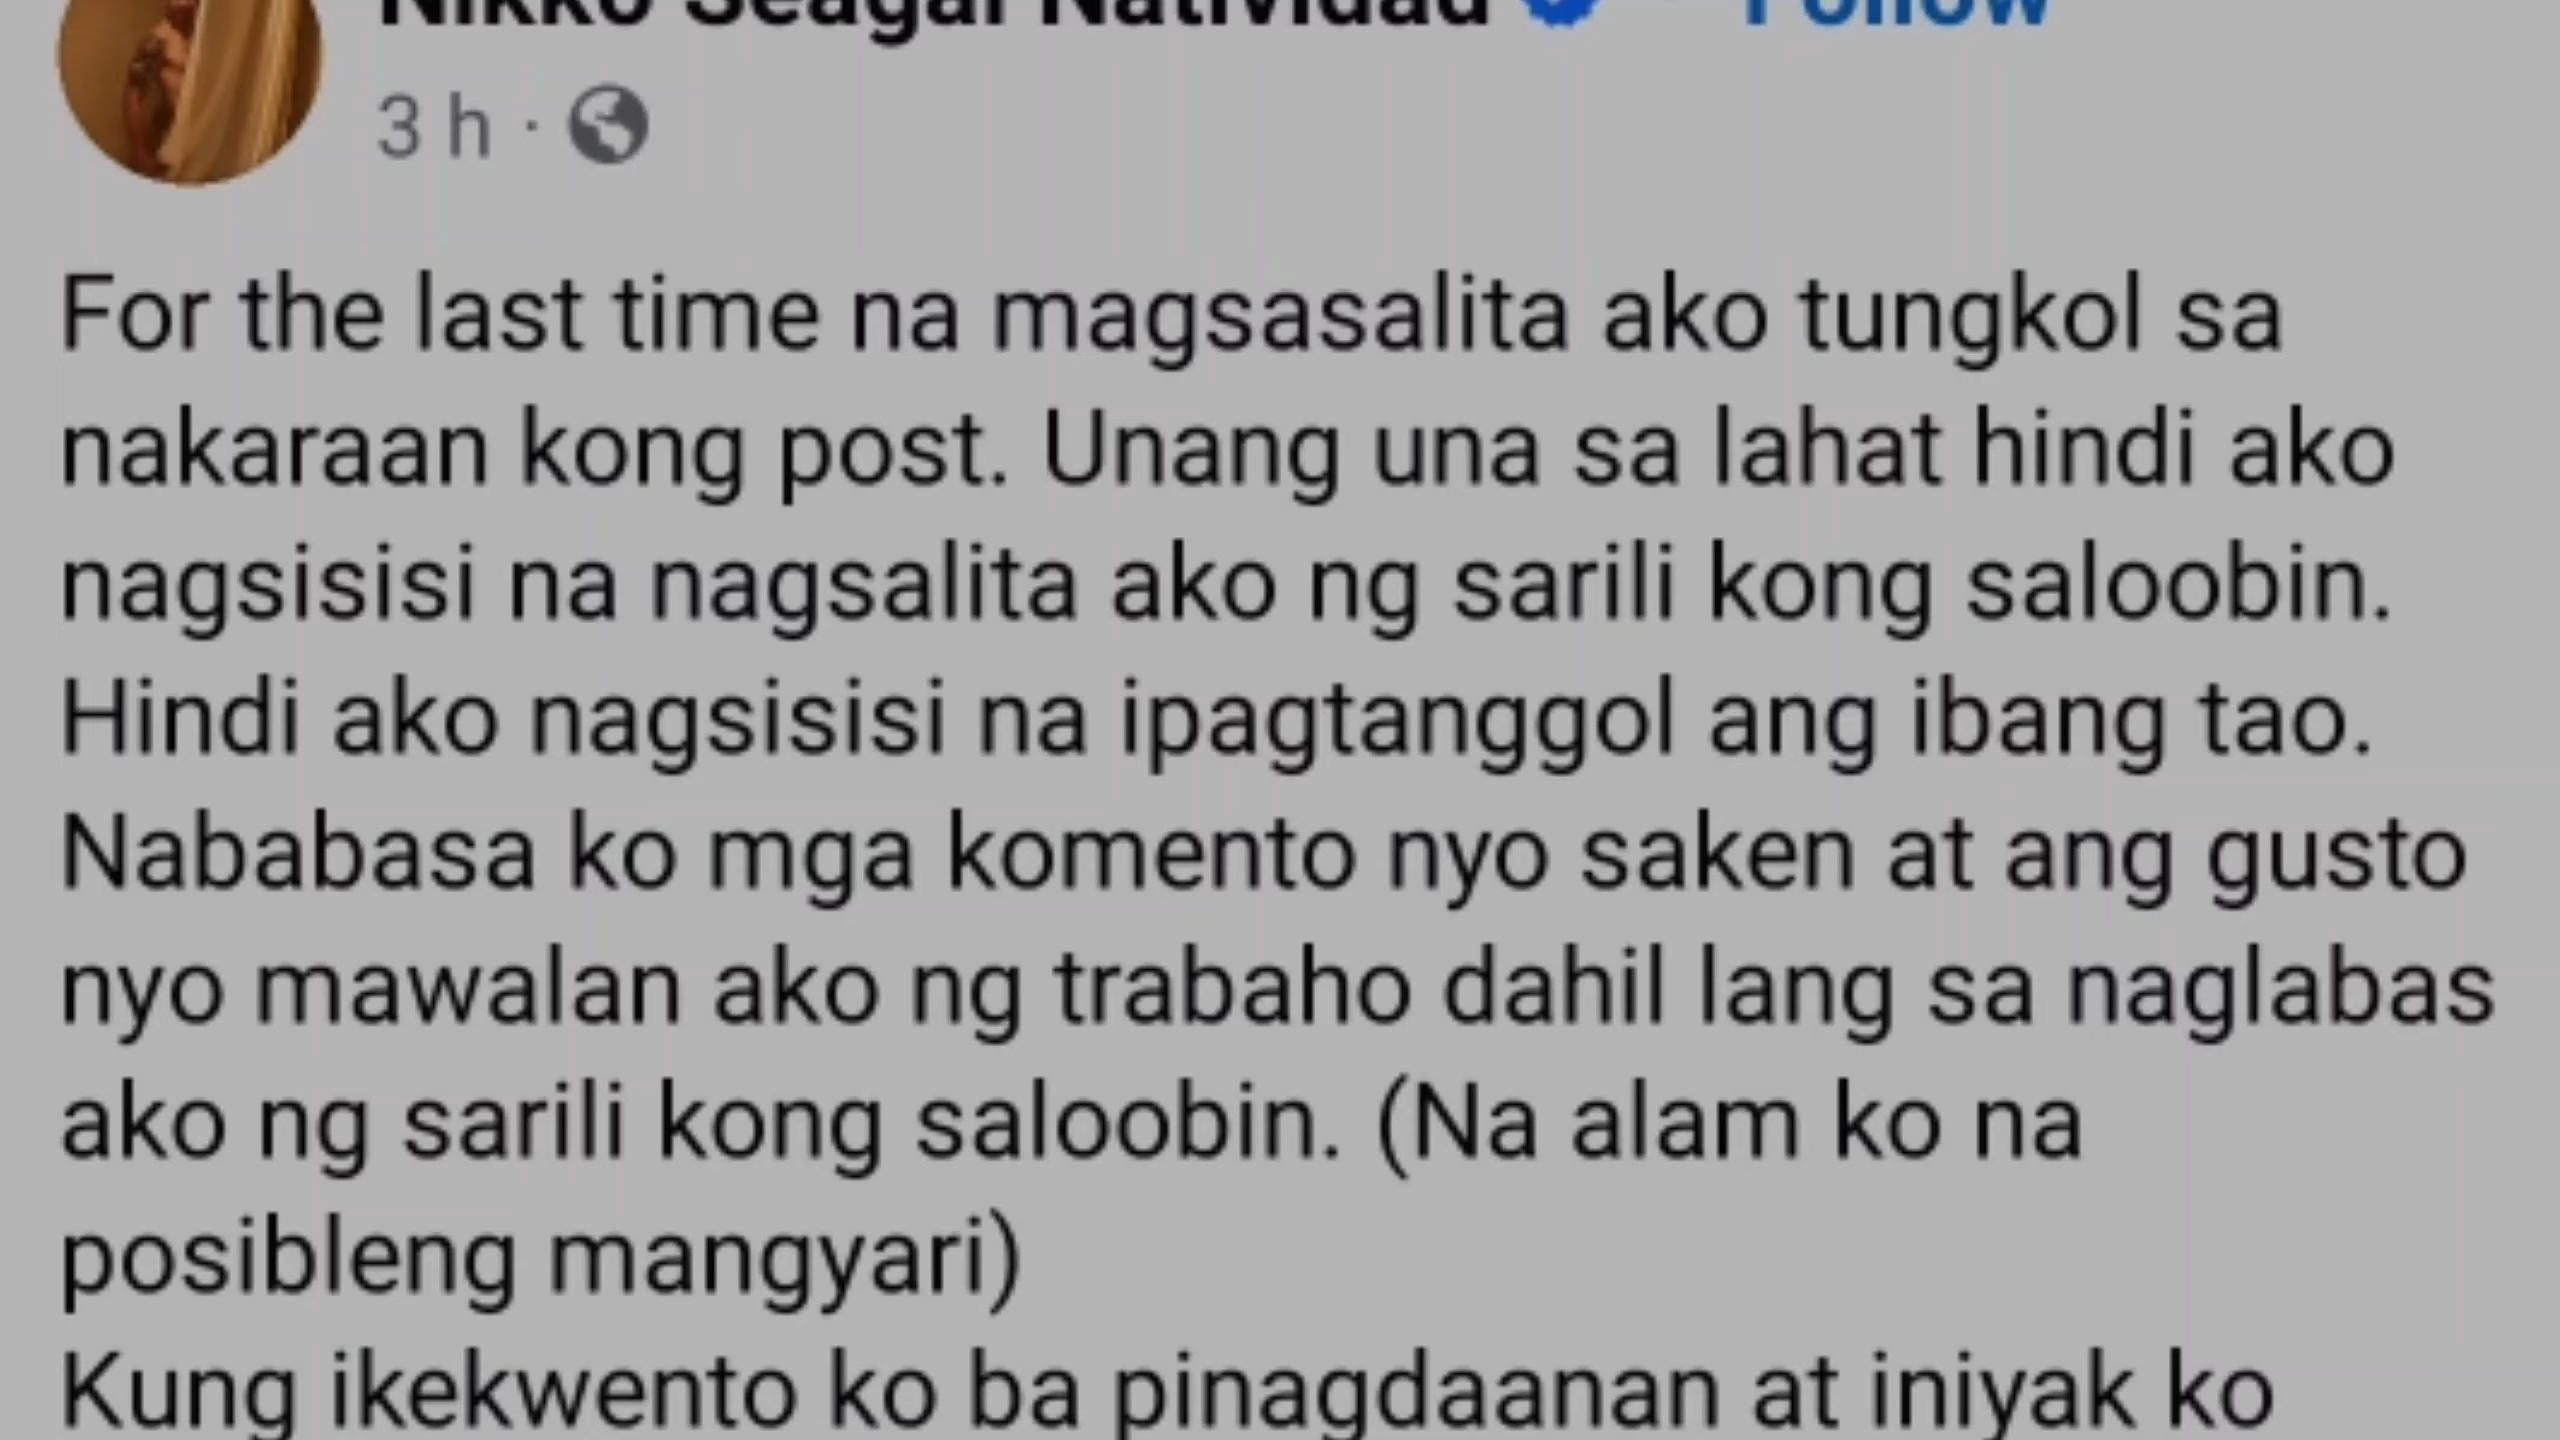 Nikko Seagal Natividad · Follow
3 h ·
For the last time na magsasalita ako tungkol sa
nakaraan kong post. Unang una sa lahat hindi ako
nagsisisi na nagsalita ako ng sarili kong saloobin.
Hindi ako nagsisisi na ipagtanggol ang ibang tao.
Nababasa ko mga komento nyo saken at ang gusto
nyo mawalan ako ng trabaho dahil lang sa naglabas
ako ng sarili kong saloobin. (Na alam ko na
posibleng mangyari)
Kung ikekwento ko ba pinagdaanan at iniyak ko